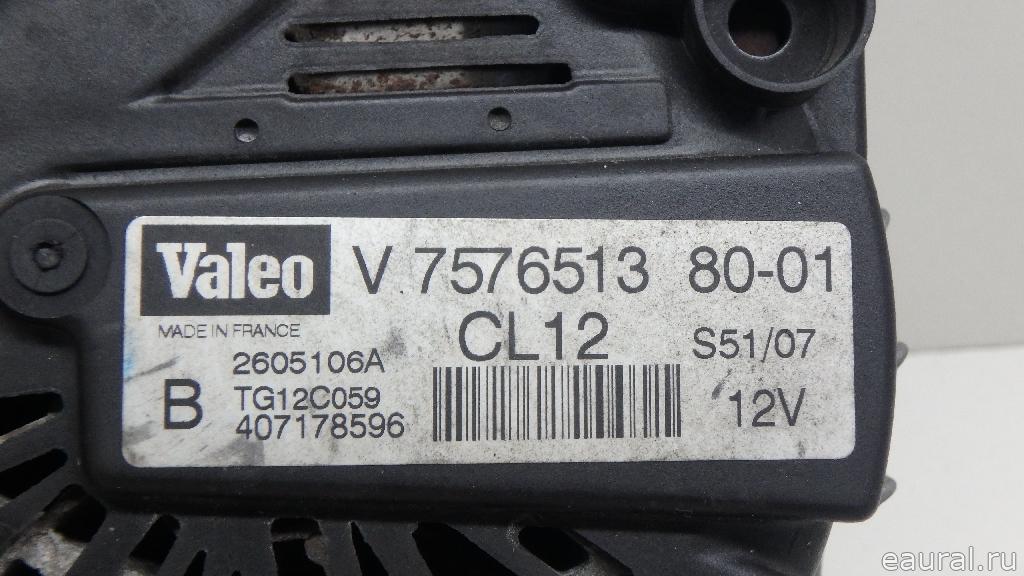 Valeo V 7576513 80-01
MADE IN FRANCE CL12 S51/07
2605106A
B TG12C059 12V
407178596
eaural.ru